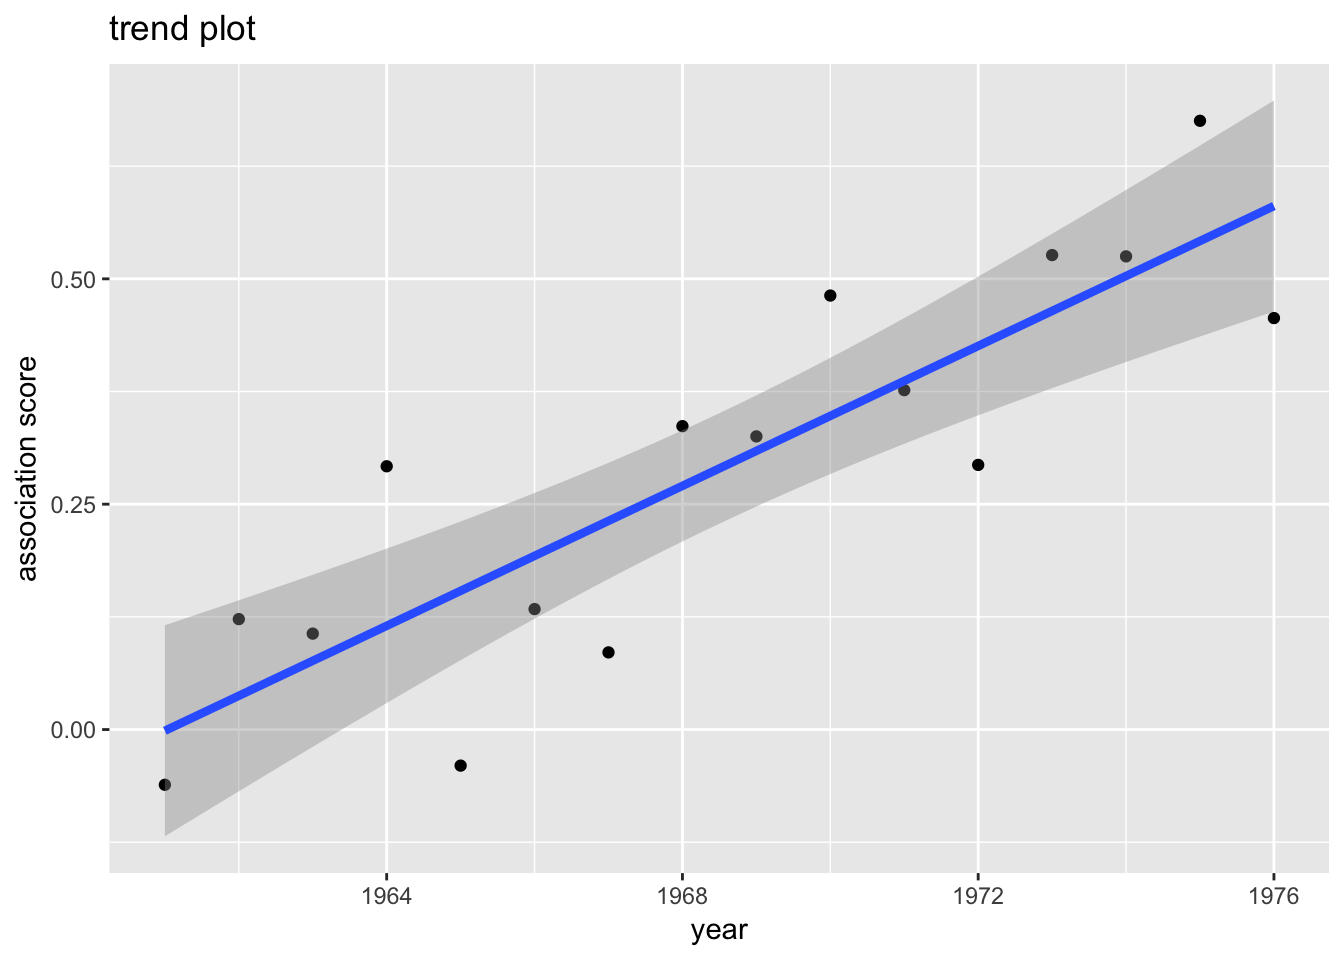 trend plot
association score
0.50
0.25
0.00
1964 1968 1972 1976
year